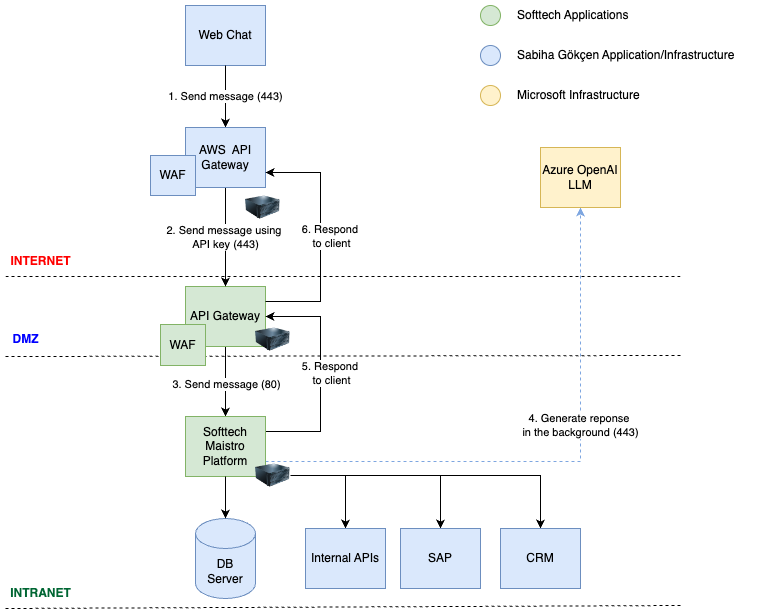 Web Chat
Softtech Applications
Sabiha Gökçen Application/Infrastructure
Microsoft Infrastructure
1. Send message (443)
AWS API
Gateway
WAF
Azure OpenAI
LLM
2. Send message using
API key (443)
6. Respond
to client
INTERNET
API Gateway
WAF
DMZ
5. Respond
to client
3. Send message (80)
4. Generate reponse
in the background (443)
Softtech
Maistro
Platform
DB
Server
Internal APIs
SAP
CRM
INTRANET